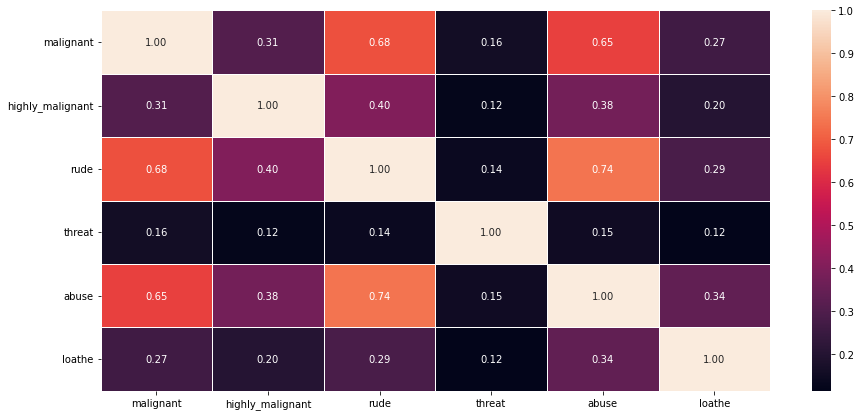 1.0
malignant 1.00 0.31 0.68 0.16 0.65 0.27
0.9
highly_malignant 0.31 1.00 0.40 0.12 0.38 0.20
0.8
0.7
rude 0.68 0.40 1.00 0.14 0.74 0.29
0.6
threat 0.16 0.12 0.14 1.00 0.15 0.12
0.5
0.4
abuse 0.65 0.38 0.74 0.15 1.00 0.34
0.3
loathe 0.27 0.20 0.29 0.12 0.34 1.00
0.2
malignant highly_malignant rude threat abuse loathe